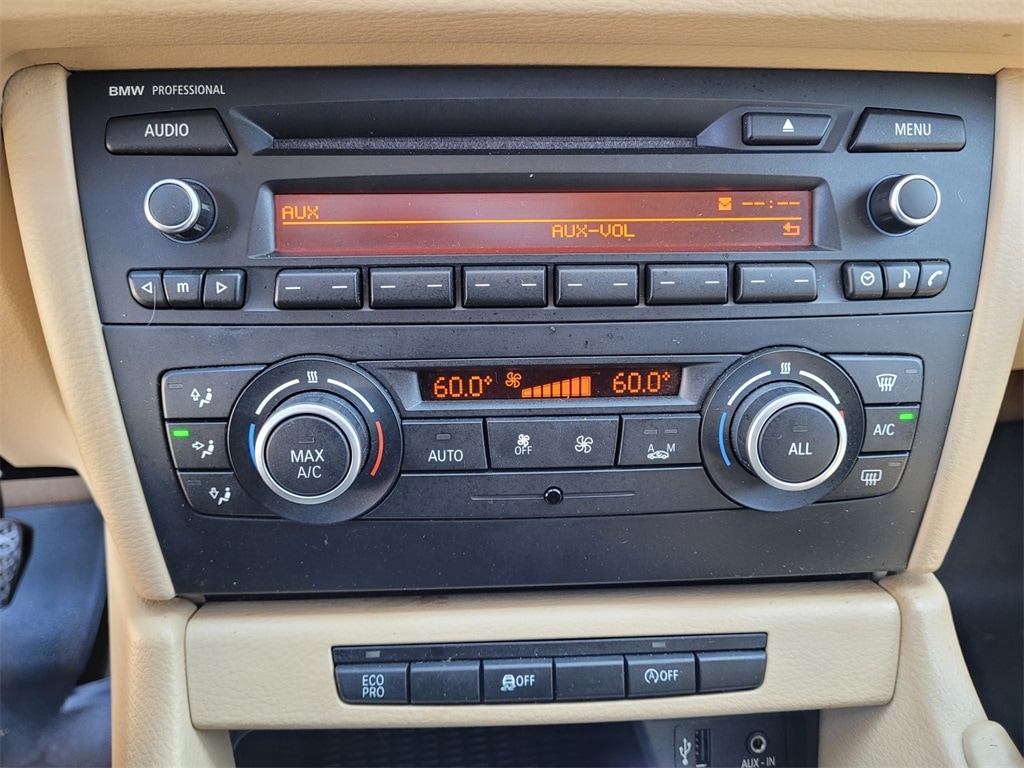 BMW PROFESSIONAL
AUDIO
MENU
AUX
--:--
AUX-VOL
m
60.0°
60.0°
MAX
A/C
AUTO
OFF
A M
ALL
A/C
ECO
PRO
OFF
A OFF
AUX-IN